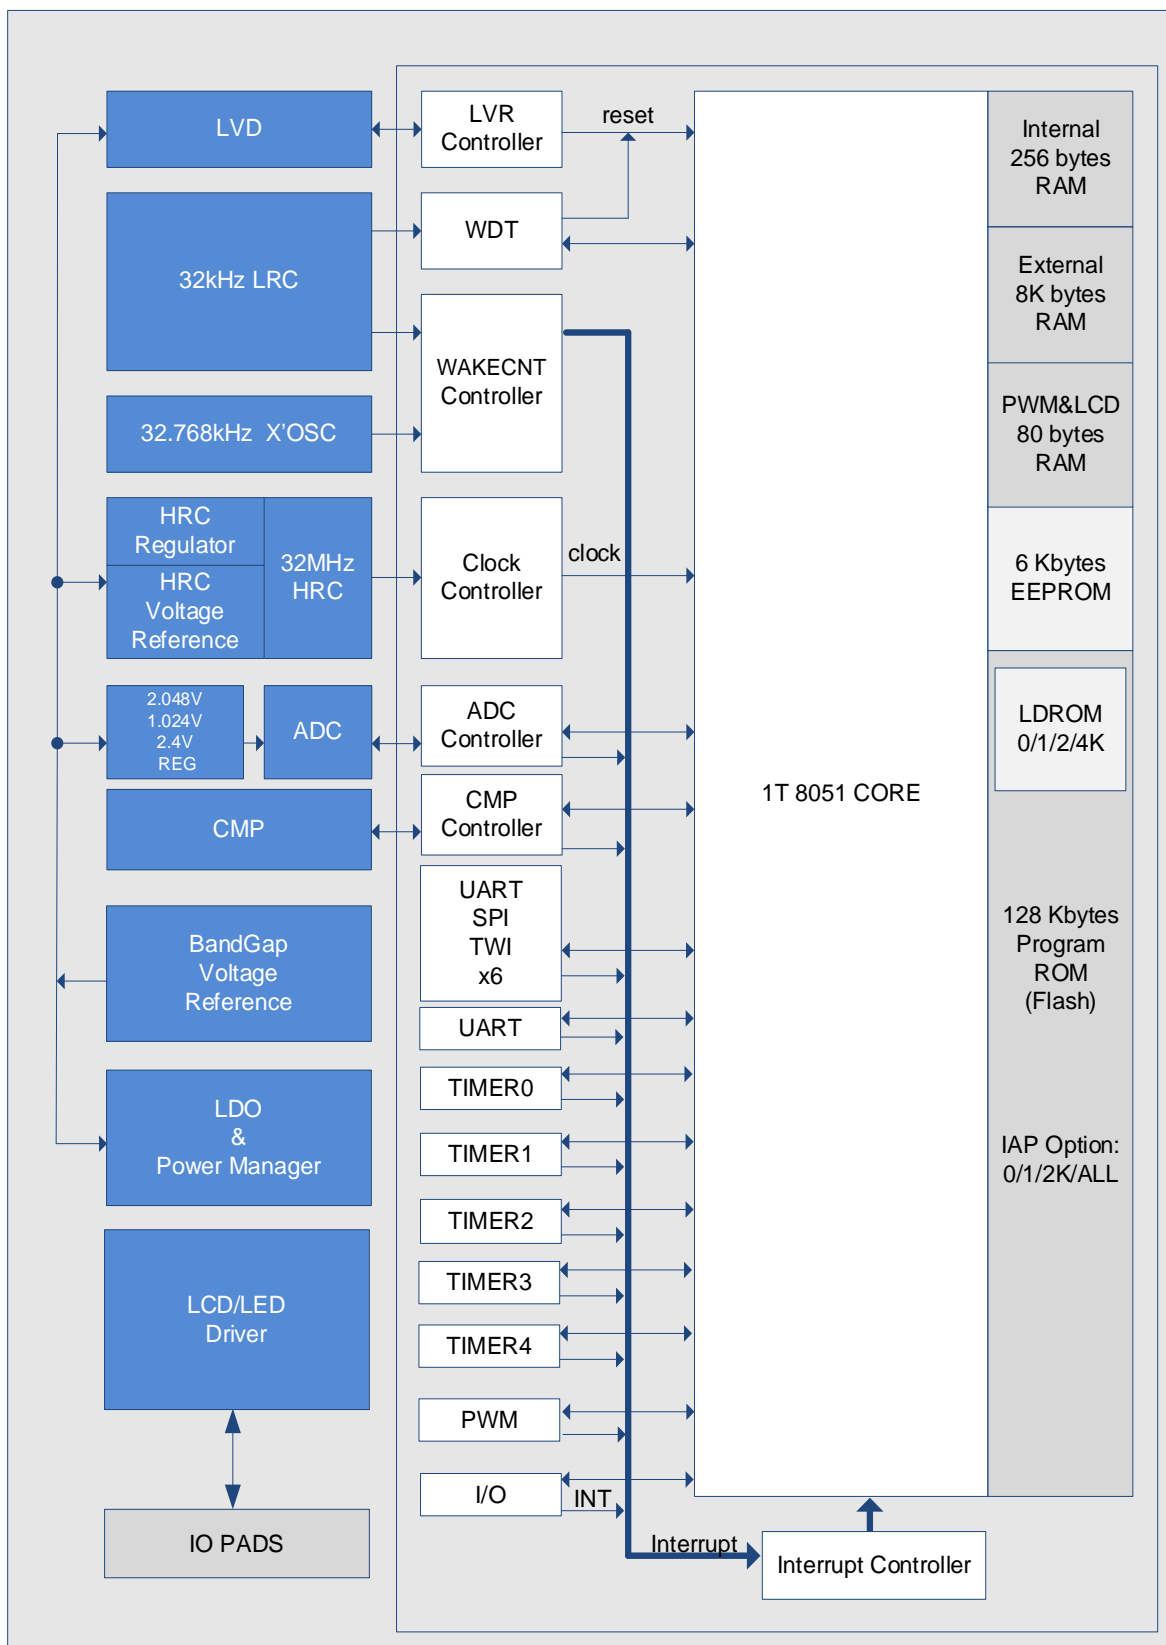 LVD
32kHz LRC
32.768kHz X'OSC
HRC
Regulator
HRC
Voltage
Reference
32MHz
HRC
2.048V
1.024V
2.4V
REG
ADC
CMP
BandGap
Voltage
Reference
LDO
&
Power Manager
LCD/LED
Driver
IO PADS
LVR
Controller
WDT
WAKECNT
Controller
Clock
Controller
ADC
Controller
CMP
Controller
UART
SPI
TWI
x6
UART
TIMER0
TIMER1
TIMER2
TIMER3
TIMER4
PWM
I/O
reset
clock
INT
Interrupt
Interrupt Controller
1T 8051 CORE
Internal
256 bytes
RAM
External
8K bytes
RAM
PWM&LCD
80 bytes
RAM
6 Kbytes
EEPROM
LDROM
0/1/2/4K
128 Kbytes
Program
ROM
(Flash)
IAP Option:
0/1/2K/ALL